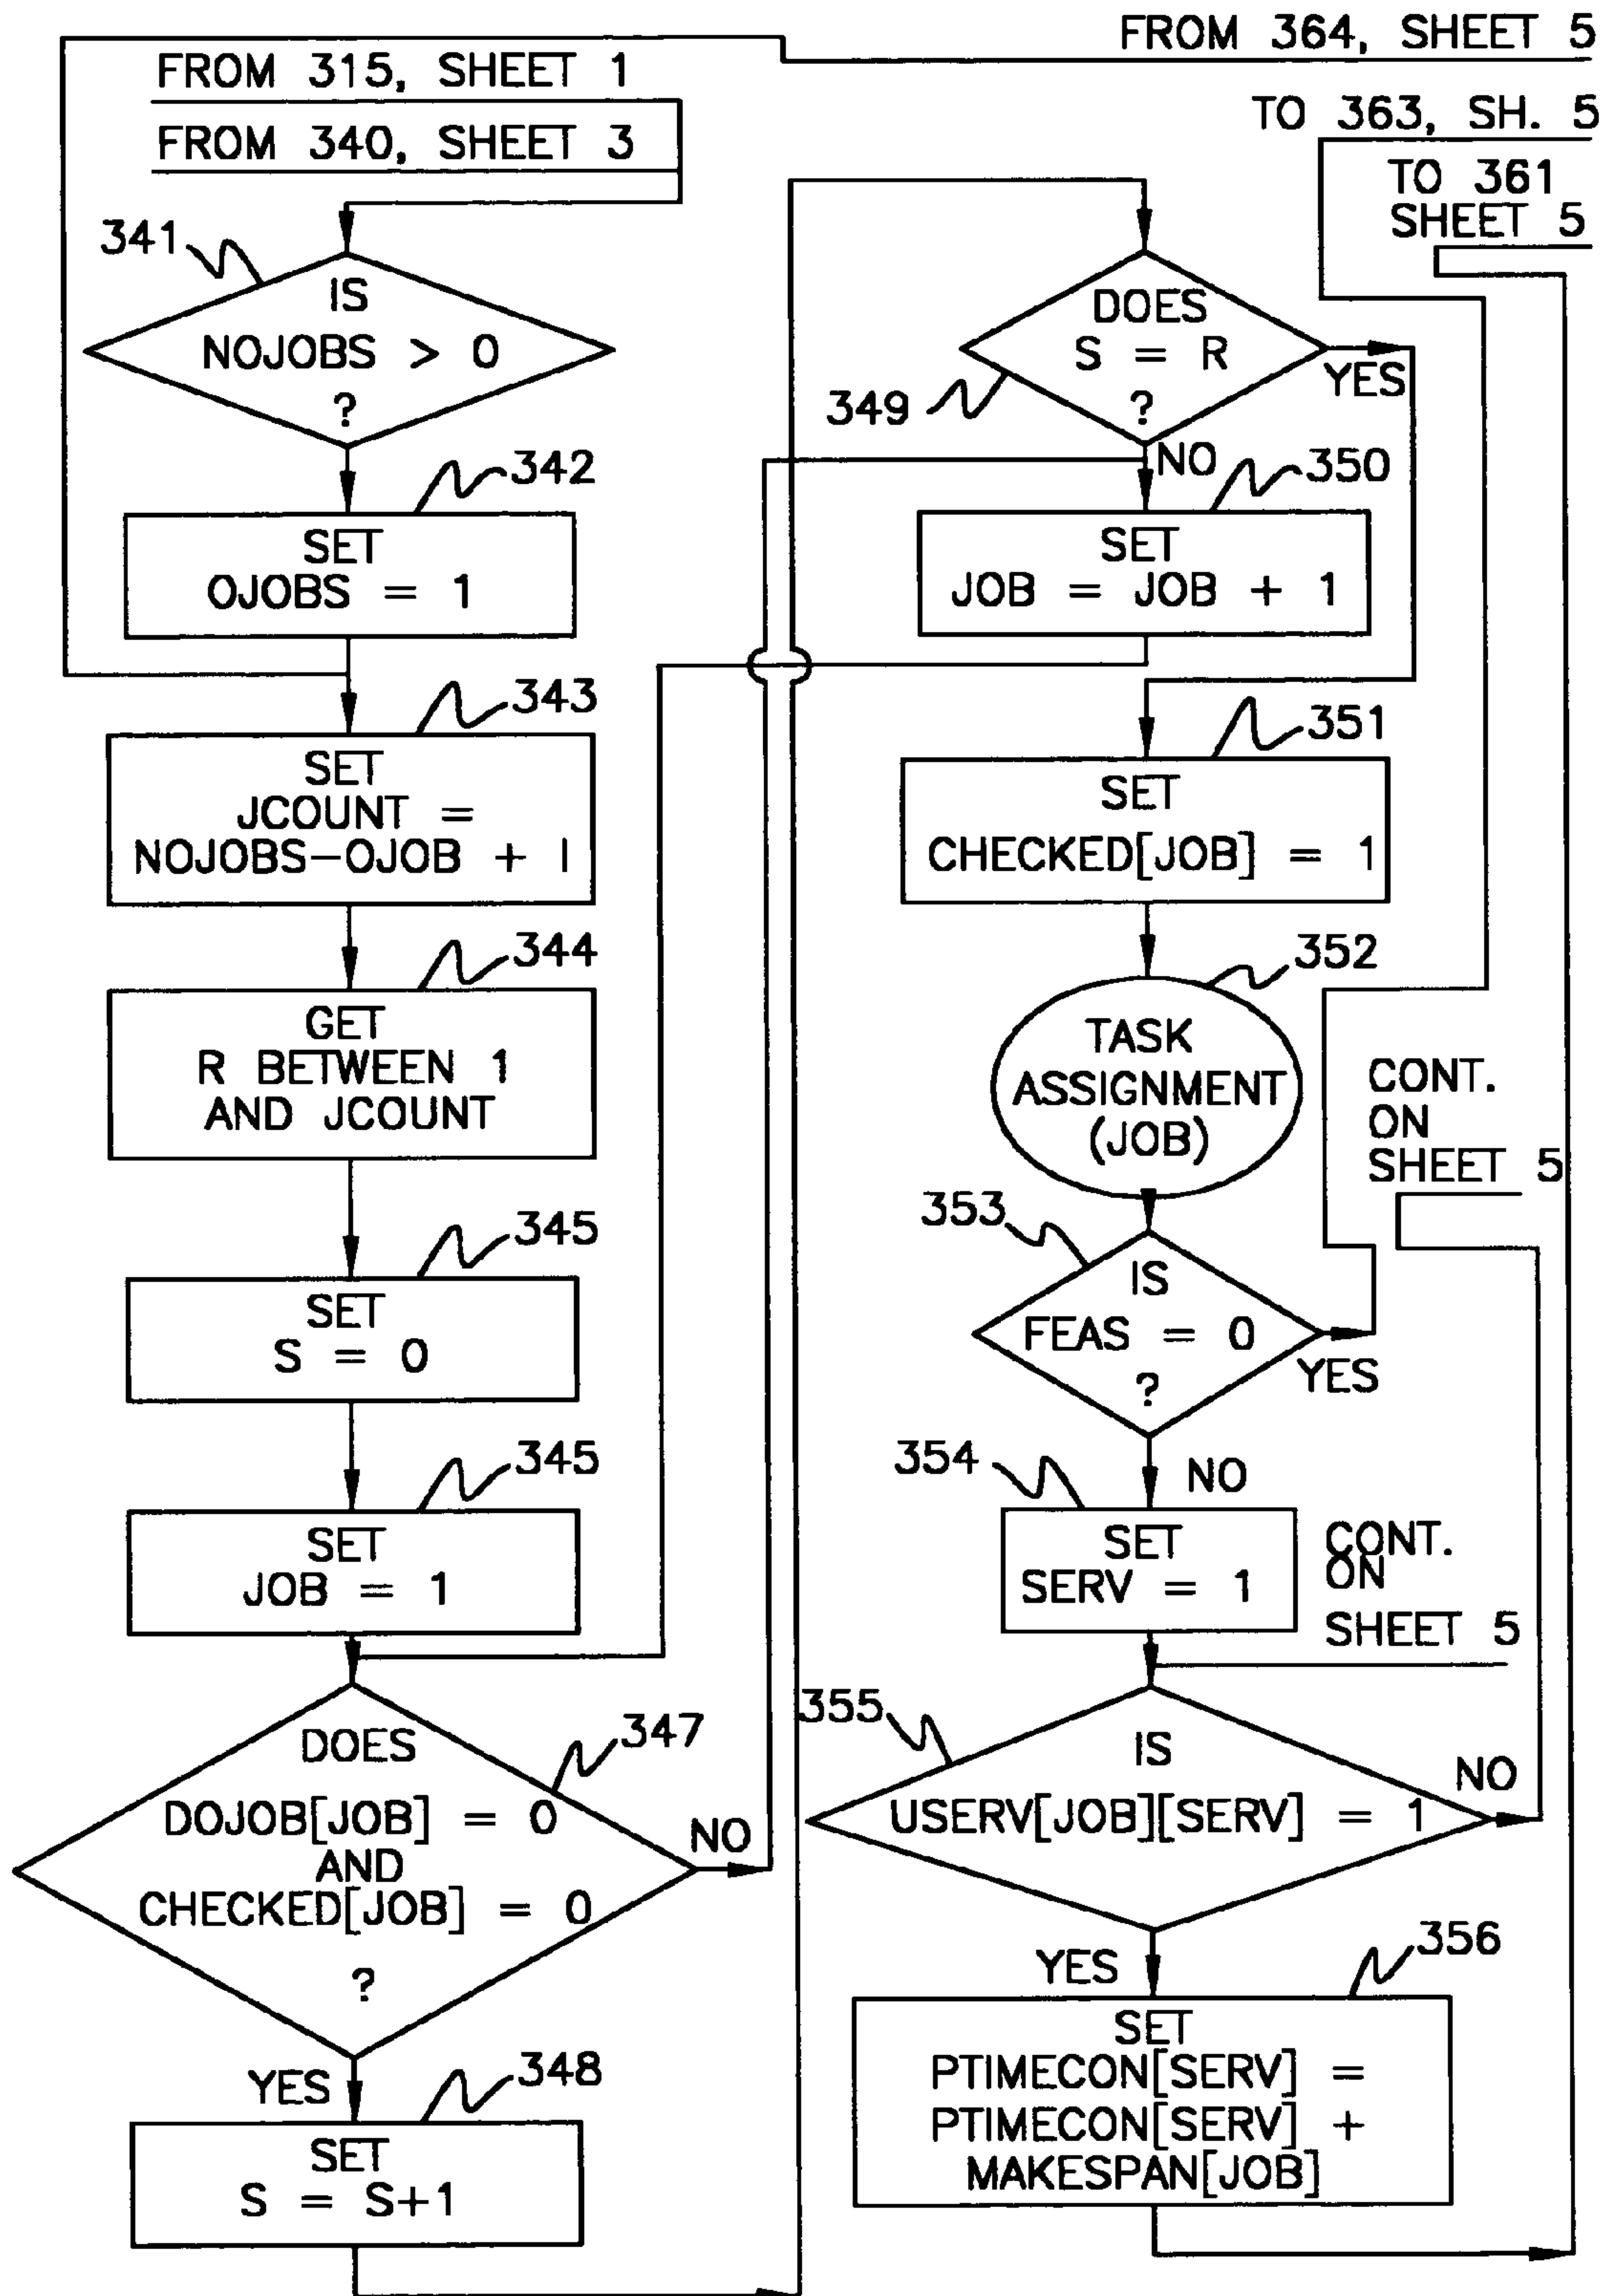 FROM 364, SHEET 5
FROM 315, SHEET 1
FROM 340, SHEET 3
341
IS
NOJOBS > 0
?
342
SET
OJOBS = 1
343
SET
JCOUNT =
NOJOBS-OJOB + I
344
GET
R BETWEEN 1
AND JCOUNT
345
SET
S = 0
345
SET
JOB = 1
347
DOES
DOJOB[JOB] = 0
AND
CHECKED[JOB] = 0
?
NO
YES
348
SET
S = S+1
TO 363, SH. 5
TO 361
SHEET 5
DOES
S = R
?
349
YES
NO
350
SET
JOB = JOB + 1
351
SET
CHECKED[JOB] = 1
352
TASK
ASSIGNMENT
(JOB)
CONT.
ON
SHEET 5
353
IS
FEAS = 0
?
YES
NO
354
SET
SERV = 1
CONT.
ON
SHEET 5
355
IS
USERV[JOB][SERV] = 1
NO
YES
356
SET
PTIMECON[SERV] =
PTIMECON[SERV] +
MAKESPAN[JOB]